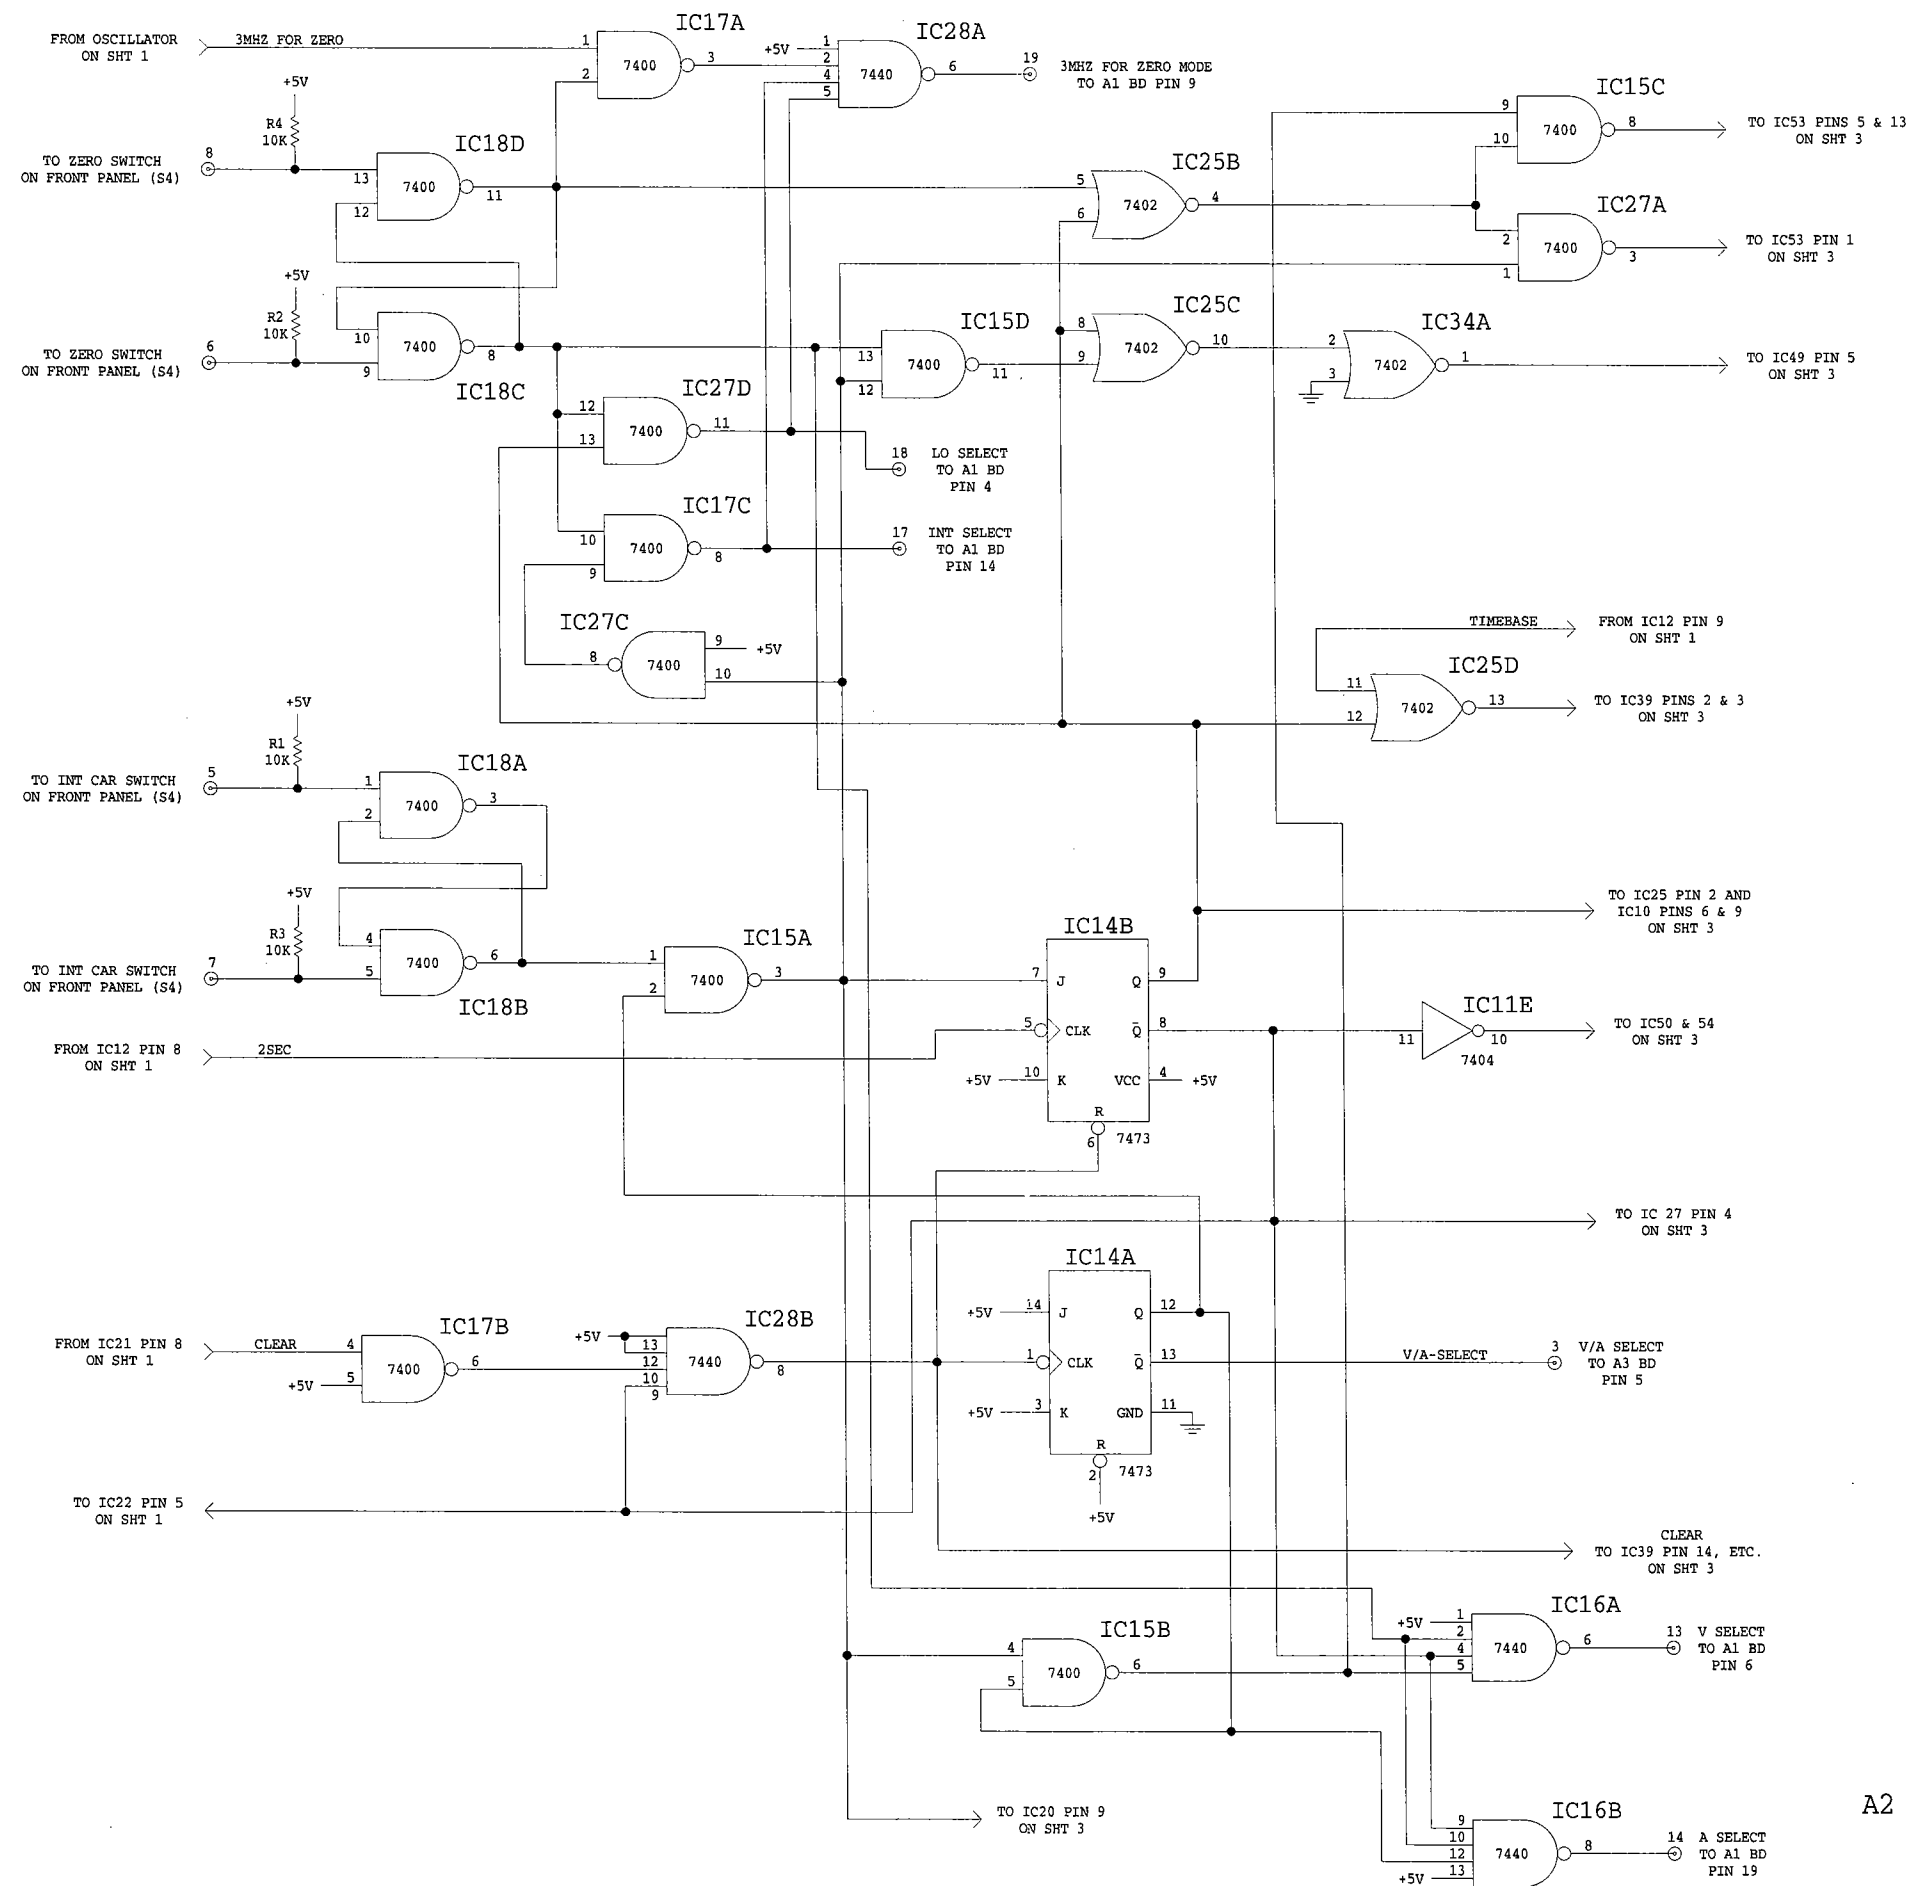 IC17A
FROM OSCILLATOR
ON SHT 1
3MHZ FOR ZERO
1
2
7400
3
+5V
1
2
4
5
7440
IC28A
6
19
3MHZ FOR ZERO MODE
TO A1 BD PIN 9
+5V
R4
10K
TO ZERO SWITCH
ON FRONT PANEL (S4)
8
13
12
7400
IC18D
11
IC15C
9
10
7400
8
TO IC53 PINS 5 & 13
ON SHT 3
IC25B
5
6
7402
4
IC27A
2
1
7400
3
TO IC53 PIN 1
ON SHT 3
+5V
R2
10K
TO ZERO SWITCH
ON FRONT PANEL (S4)
6
10
9
7400
8
IC18C
IC15D
13
12
7400
11
IC25C
8
9
7402
10
IC34A
2
3
7402
1
TO IC49 PIN 5
ON SHT 3
IC27D
12
13
7400
11
18
LO SELECT
TO A1 BD
PIN 4
IC17C
10
9
7400
8
17
INT SELECT
TO A1 BD
PIN 14
IC27C
8
7400
9
+5V
10
TIMEBASE
FROM IC12 PIN 9
ON SHT 1
IC25D
11
12
7402
13
TO IC39 PINS 2 & 3
ON SHT 3
+5V
R1
10K
TO INT CAR SWITCH
ON FRONT PANEL (S4)
5
1
2
7400
IC18A
3
+5V
R3
10K
TO INT CAR SWITCH
ON FRONT PANEL (S4)
7
4
5
7400
6
IC18B
IC15A
1
2
7400
3
TO IC25 PIN 2 AND
IC10 PINS 6 & 9
ON SHT 3
IC14B
7
J
Q
9
5
CLK
Q
8
+5V
10
K
VCC
4
+5V
R
6
7473
FROM IC12 PIN 8
ON SHT 1
2SEC
IC11E
11
10
7404
TO IC50 & 54
ON SHT 3
TO IC 27 PIN 4
ON SHT 3
IC14A
+5V
14
J
Q
12
1
CLK
Q
13
+5V
3
K
GND
11
R
2
7473
+5V
V/A-SELECT
3
V/A SELECT
TO A3 BD
PIN 5
FROM IC21 PIN 8
ON SHT 1
CLEAR
4
+5V
5
7400
IC17B
6
+5V
13
12
10
9
7440
IC28B
8
TO IC22 PIN 5
ON SHT 1
CLEAR
TO IC39 PIN 14, ETC.
ON SHT 3
IC15B
4
5
7400
6
IC16A
+5V
1
2
4
5
7440
6
13
V SELECT
TO A1 BD
PIN 6
TO IC20 PIN 9
ON SHT 3
IC16B
9
10
12
13
+5V
7440
8
14
A SELECT
TO A1 BD
PIN 19
A2